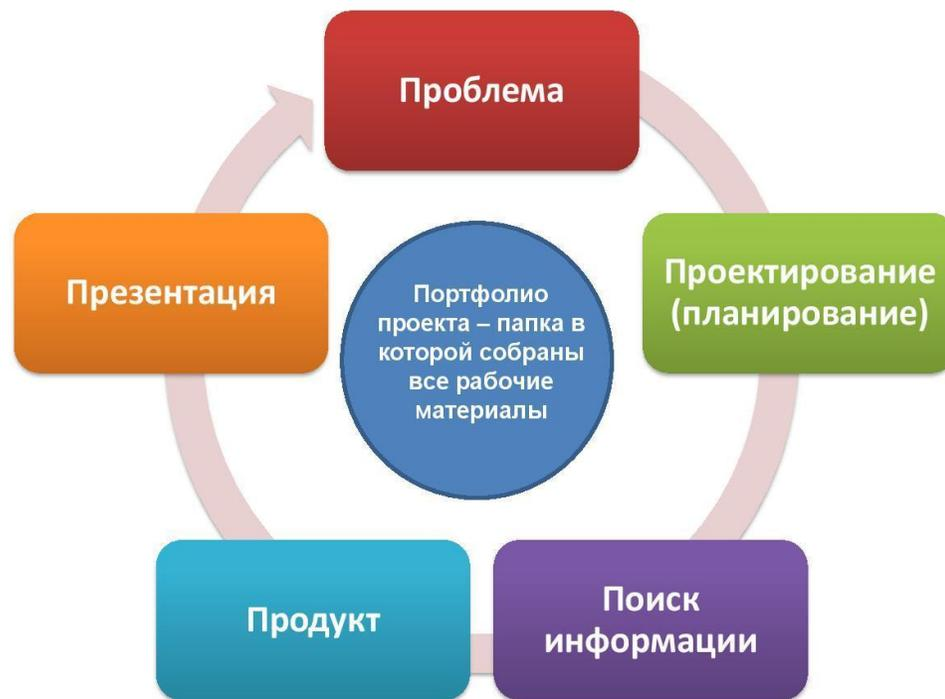 Проблема
Проектирование
(планирование)
Поиск
информации
Продукт
Презентация
Портфолио
проекта – папка в
которой собраны
все рабочие
материалы